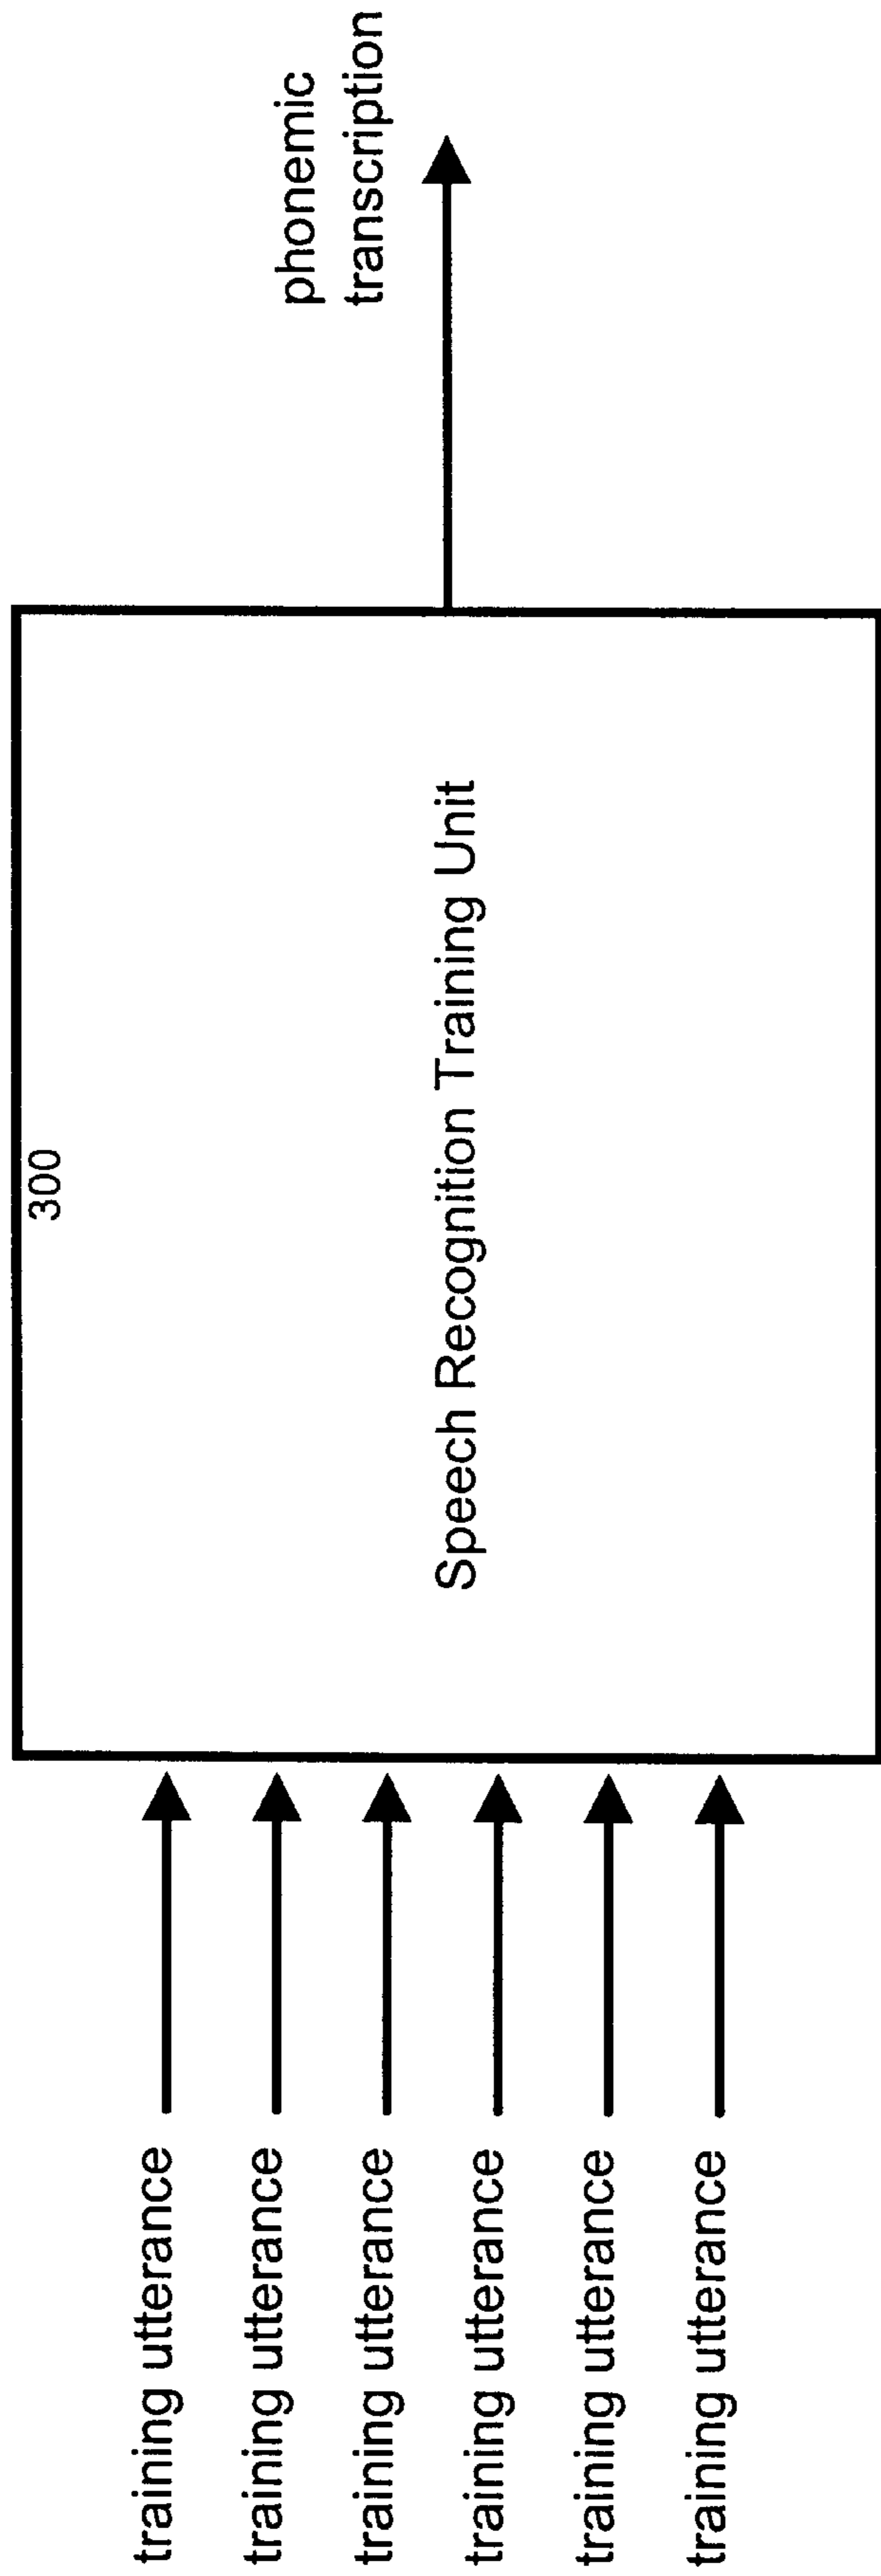 training utterance
training utterance
training utterance
training utterance
training utterance
training utterance
300
Speech Recognition Training Unit
phonemic
transcription